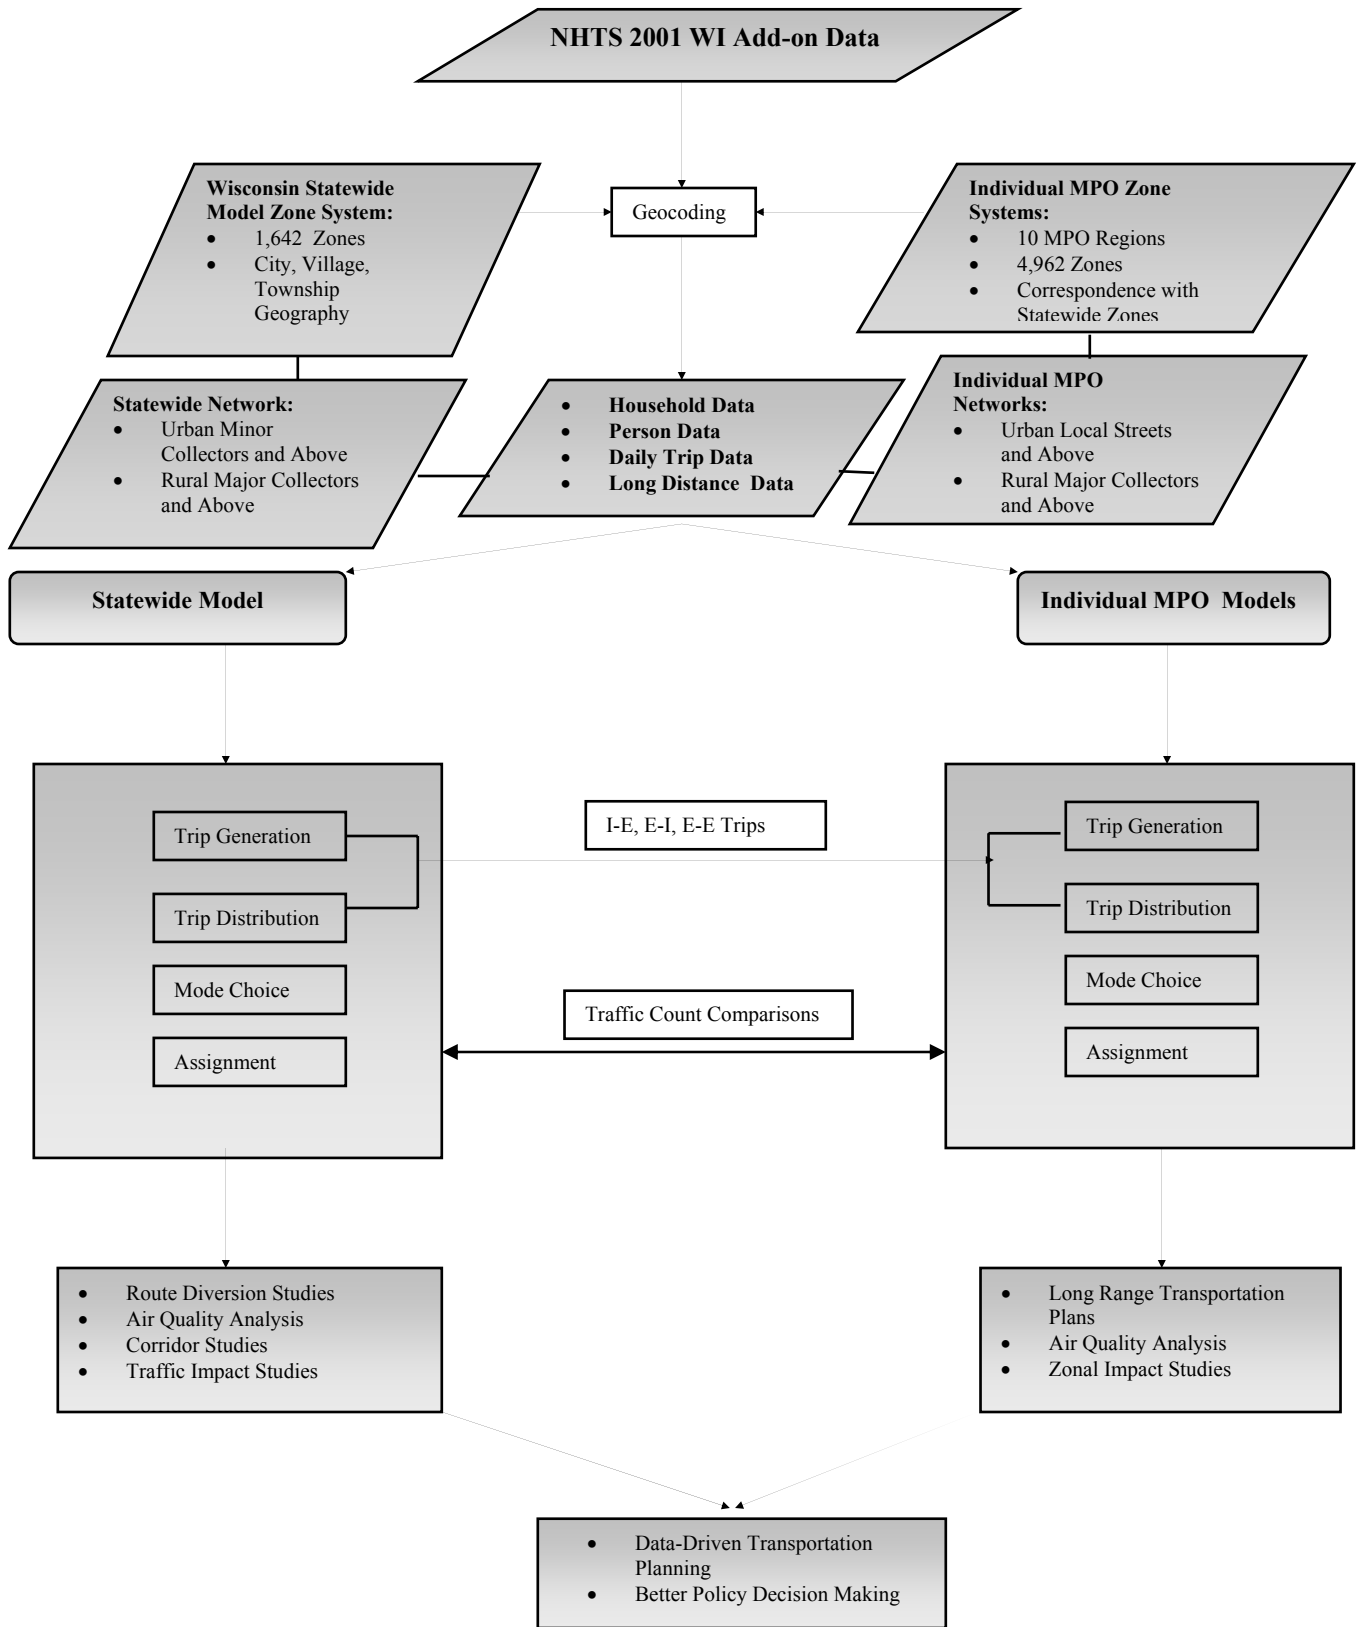 NHTS 2001 WI Add-on Data
Wisconsin Statewide
Model Zone System:
• 1,642 Zones
• City, Village,
Township
Geography
Geocoding
Individual MPO Zone
Systems:
• 10 MPO Regions
• 4,962 Zones
• Correspondence with
Statewide Zones
Statewide Network:
• Urban Minor
Collectors and Above
• Rural Major Collectors
and Above
• Household Data
• Person Data
• Daily Trip Data
• Long Distance Data
Individual MPO
Networks:
• Urban Local Streets
and Above
• Rural Major Collectors
and Above
Statewide Model
Individual MPO Models
Trip Generation
Trip Distribution
Mode Choice
Assignment
I-E, E-I, E-E Trips
Traffic Count Comparisons
Trip Generation
Trip Distribution
Mode Choice
Assignment
• Route Diversion Studies
• Air Quality Analysis
• Corridor Studies
• Traffic Impact Studies
• Long Range Transportation
Plans
• Air Quality Analysis
• Zonal Impact Studies
• Data-Driven Transportation
Planning
• Better Policy Decision Making